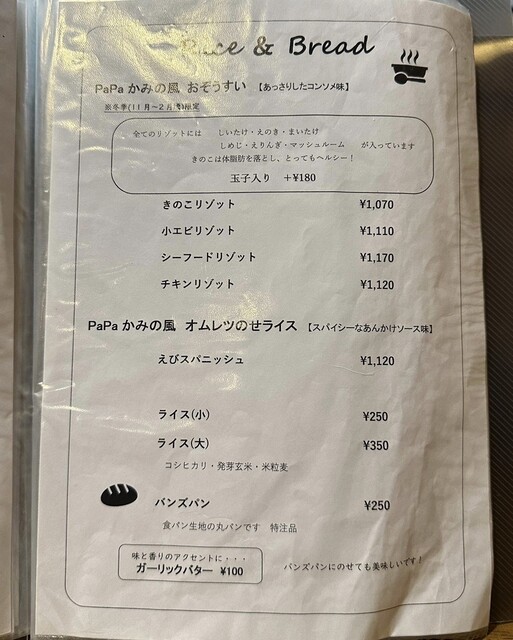 & Bread
PaPa かみの風 おぞうすい 【あっさりしたコンソメ味】
※冬季(11月～2月頃)限定
全てのリゾットには しいたけ・えのき・まいたけ
しめじ・えりんぎ・マッシュルーム が入っています
きのこは体脂肪を落とし、とってもヘルシー！
玉子入り ＋¥180
きのこリゾット ¥1,070
小エビリゾット ¥1,110
シーフードリゾット ¥1,170
チキンリゾット ¥1,120
PaPa かみの風 オムレツのせライス 【スパイシーなあんかけソース味】
えびスパニッシュ ¥1,120
ライス(小) ¥250
ライス(大) ¥350
コシヒカリ・発芽玄米・米粒麦
バンズパン ¥250
食パン生地の丸パンです 特注品
味と香りのアクセントに・・・
ガーリックバター ¥100
バンズパンにのせても美味しいです！